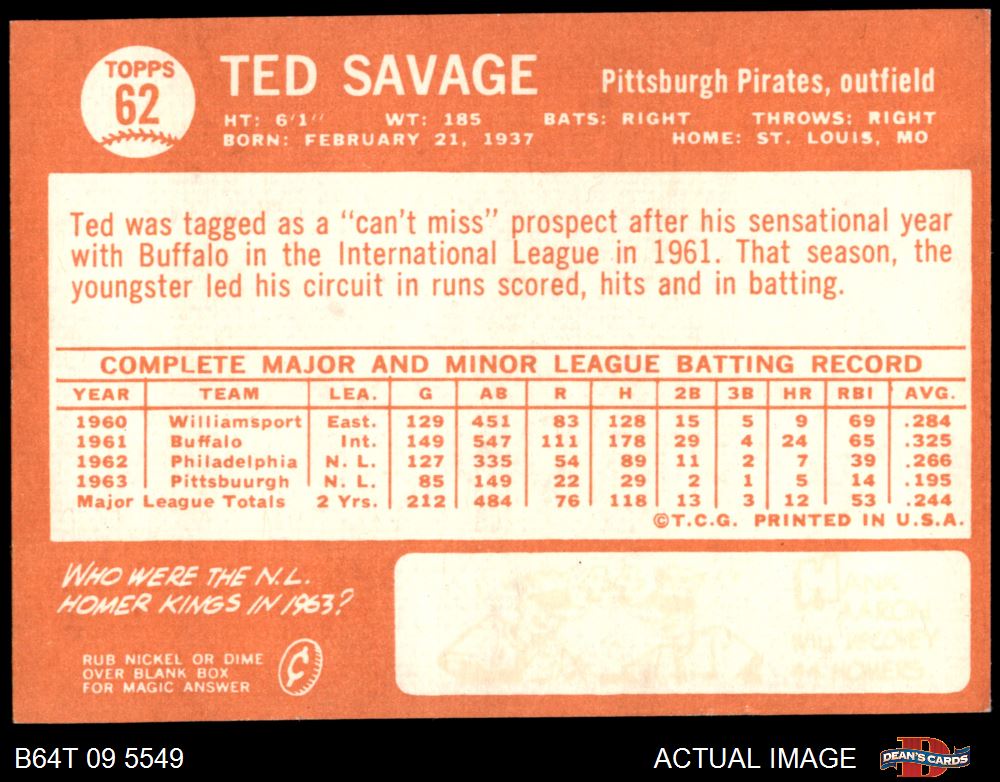 TOPPS
62
TED SAVAGE
Pittsburgh Pirates, outfield
HT: 6'1" WT: 185 BATS: RIGHT THROWS: RIGHT
BORN: FEBRUARY 21, 1937 HOME: ST. LOUIS, MO
Ted was tagged as a "can't miss" prospect after his sensational year
with Buffalo in the International League in 1961. That season, the
youngster led his circuit in runs scored, hits and in batting.
COMPLETE MAJOR AND MINOR LEAGUE BATTING RECORD
YEAR TEAM LEA. G AB R H 2B 3B HR RBI AVG.
1960 Williamsport East. 129 451 83 128 15 5 9 69 .284
1961 Buffalo Int. 149 547 111 178 29 4 24 65 .325
1962 Philadelphia N. L. 127 335 54 89 11 2 7 39 .266
1963 Pittsbuurgh N. L. 85 149 22 29 2 1 5 14 .195
Major League Totals 2 Yrs. 212 484 76 118 13 3 12 53 .244
©T.C.G. PRINTED IN U.S.A.
WHO WERE THE N.L.
HOMER KINGS IN 1963?
RUB NICKEL OR DIME
OVER BLANK BOX
FOR MAGIC ANSWER
¢
HANK
AARON
WILL McCOVEY
44 HOMERS
B64T 09 5549
ACTUAL IMAGE
DEAN'S CARDS